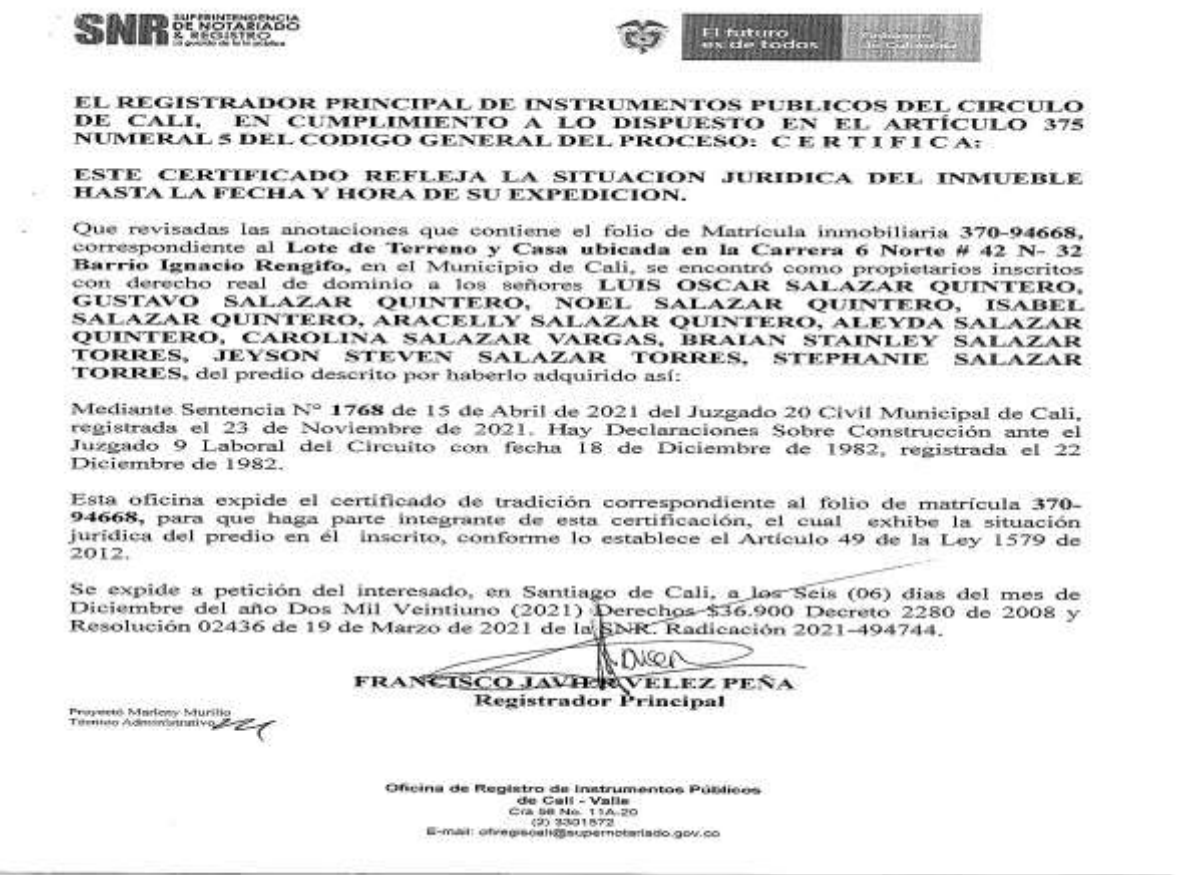 SNR SUPERINTENDENCIA
DE NOTARIADO
& REGISTRO
La guarda de la fe pública
El futuro
es de todos
Gobierno
de Colombia
EL REGISTRADOR PRINCIPAL DE INSTRUMENTOS PUBLICOS DEL CIRCULO
DE CALI, EN CUMPLIMIENTO A LO DISPUESTO EN EL ARTÍCULO 375
NUMERAL 5 DEL CODIGO GENERAL DEL PROCESO: C E R T I F I C A:
ESTE CERTIFICADO REFLEJA LA SITUACION JURIDICA DEL INMUEBLE
HASTA LA FECHA Y HORA DE SU EXPEDICION.
Que revisadas las anotaciones que contiene el folio de Matrícula inmobiliaria 370-94668,
correspondiente al Lote de Terreno y Casa ubicada en la Carrera 6 Norte # 42 N- 32
Barrio Ignacio Rengifo, en el Municipio de Cali, se encontró como propietarios inscritos
con derecho real de dominio a los señores LUIS OSCAR SALAZAR QUINTERO,
GUSTAVO SALAZAR QUINTERO, NOEL SALAZAR QUINTERO, ISABEL
SALAZAR QUINTERO, ARACELLY SALAZAR QUINTERO, ALEYDA SALAZAR
QUINTERO, CAROLINA SALAZAR VARGAS, BRAIAN STAINLEY SALAZAR
TORRES, JEYSON STEVEN SALAZAR TORRES, STEPHANIE SALAZAR
TORRES, del predio descrito por haberlo adquirido así:
Mediante Sentencia N° 1768 de 15 de Abril de 2021 del Juzgado 20 Civil Municipal de Cali,
registrada el 23 de Noviembre de 2021. Hay Declaraciones Sobre Construcción ante el
Juzgado 9 Laboral del Circuito con fecha 18 de Diciembre de 1982, registrada el 22
Diciembre de 1982.
Esta oficina expide el certificado de tradición correspondiente al folio de matrícula 370-
94668, para que haga parte integrante de esta certificación, el cual exhibe la situación
jurídica del predio en él inscrito, conforme lo establece el Artículo 49 de la Ley 1579 de
2012.
Se expide a petición del interesado, en Santiago de Cali, a los Seis (06) dias del mes de
Diciembre del año Dos Mil Veintiuno (2021) Derechos $36.900 Decreto 2280 de 2008 y
Resolución 02436 de 19 de Marzo de 2021 de la SNR. Radicación 2021-494744.
FRANCISCO JAVIER VELEZ PEÑA
Registrador Principal
Proyectó Marleny Murillo
Técnico Administrativo
Oficina de Registro de Instrumentos Públicos
de Cali - Valle
Cra 56 No. 11A-20
(2) 3301572
E-mail: ofiregiscali@supernotariado.gov.co